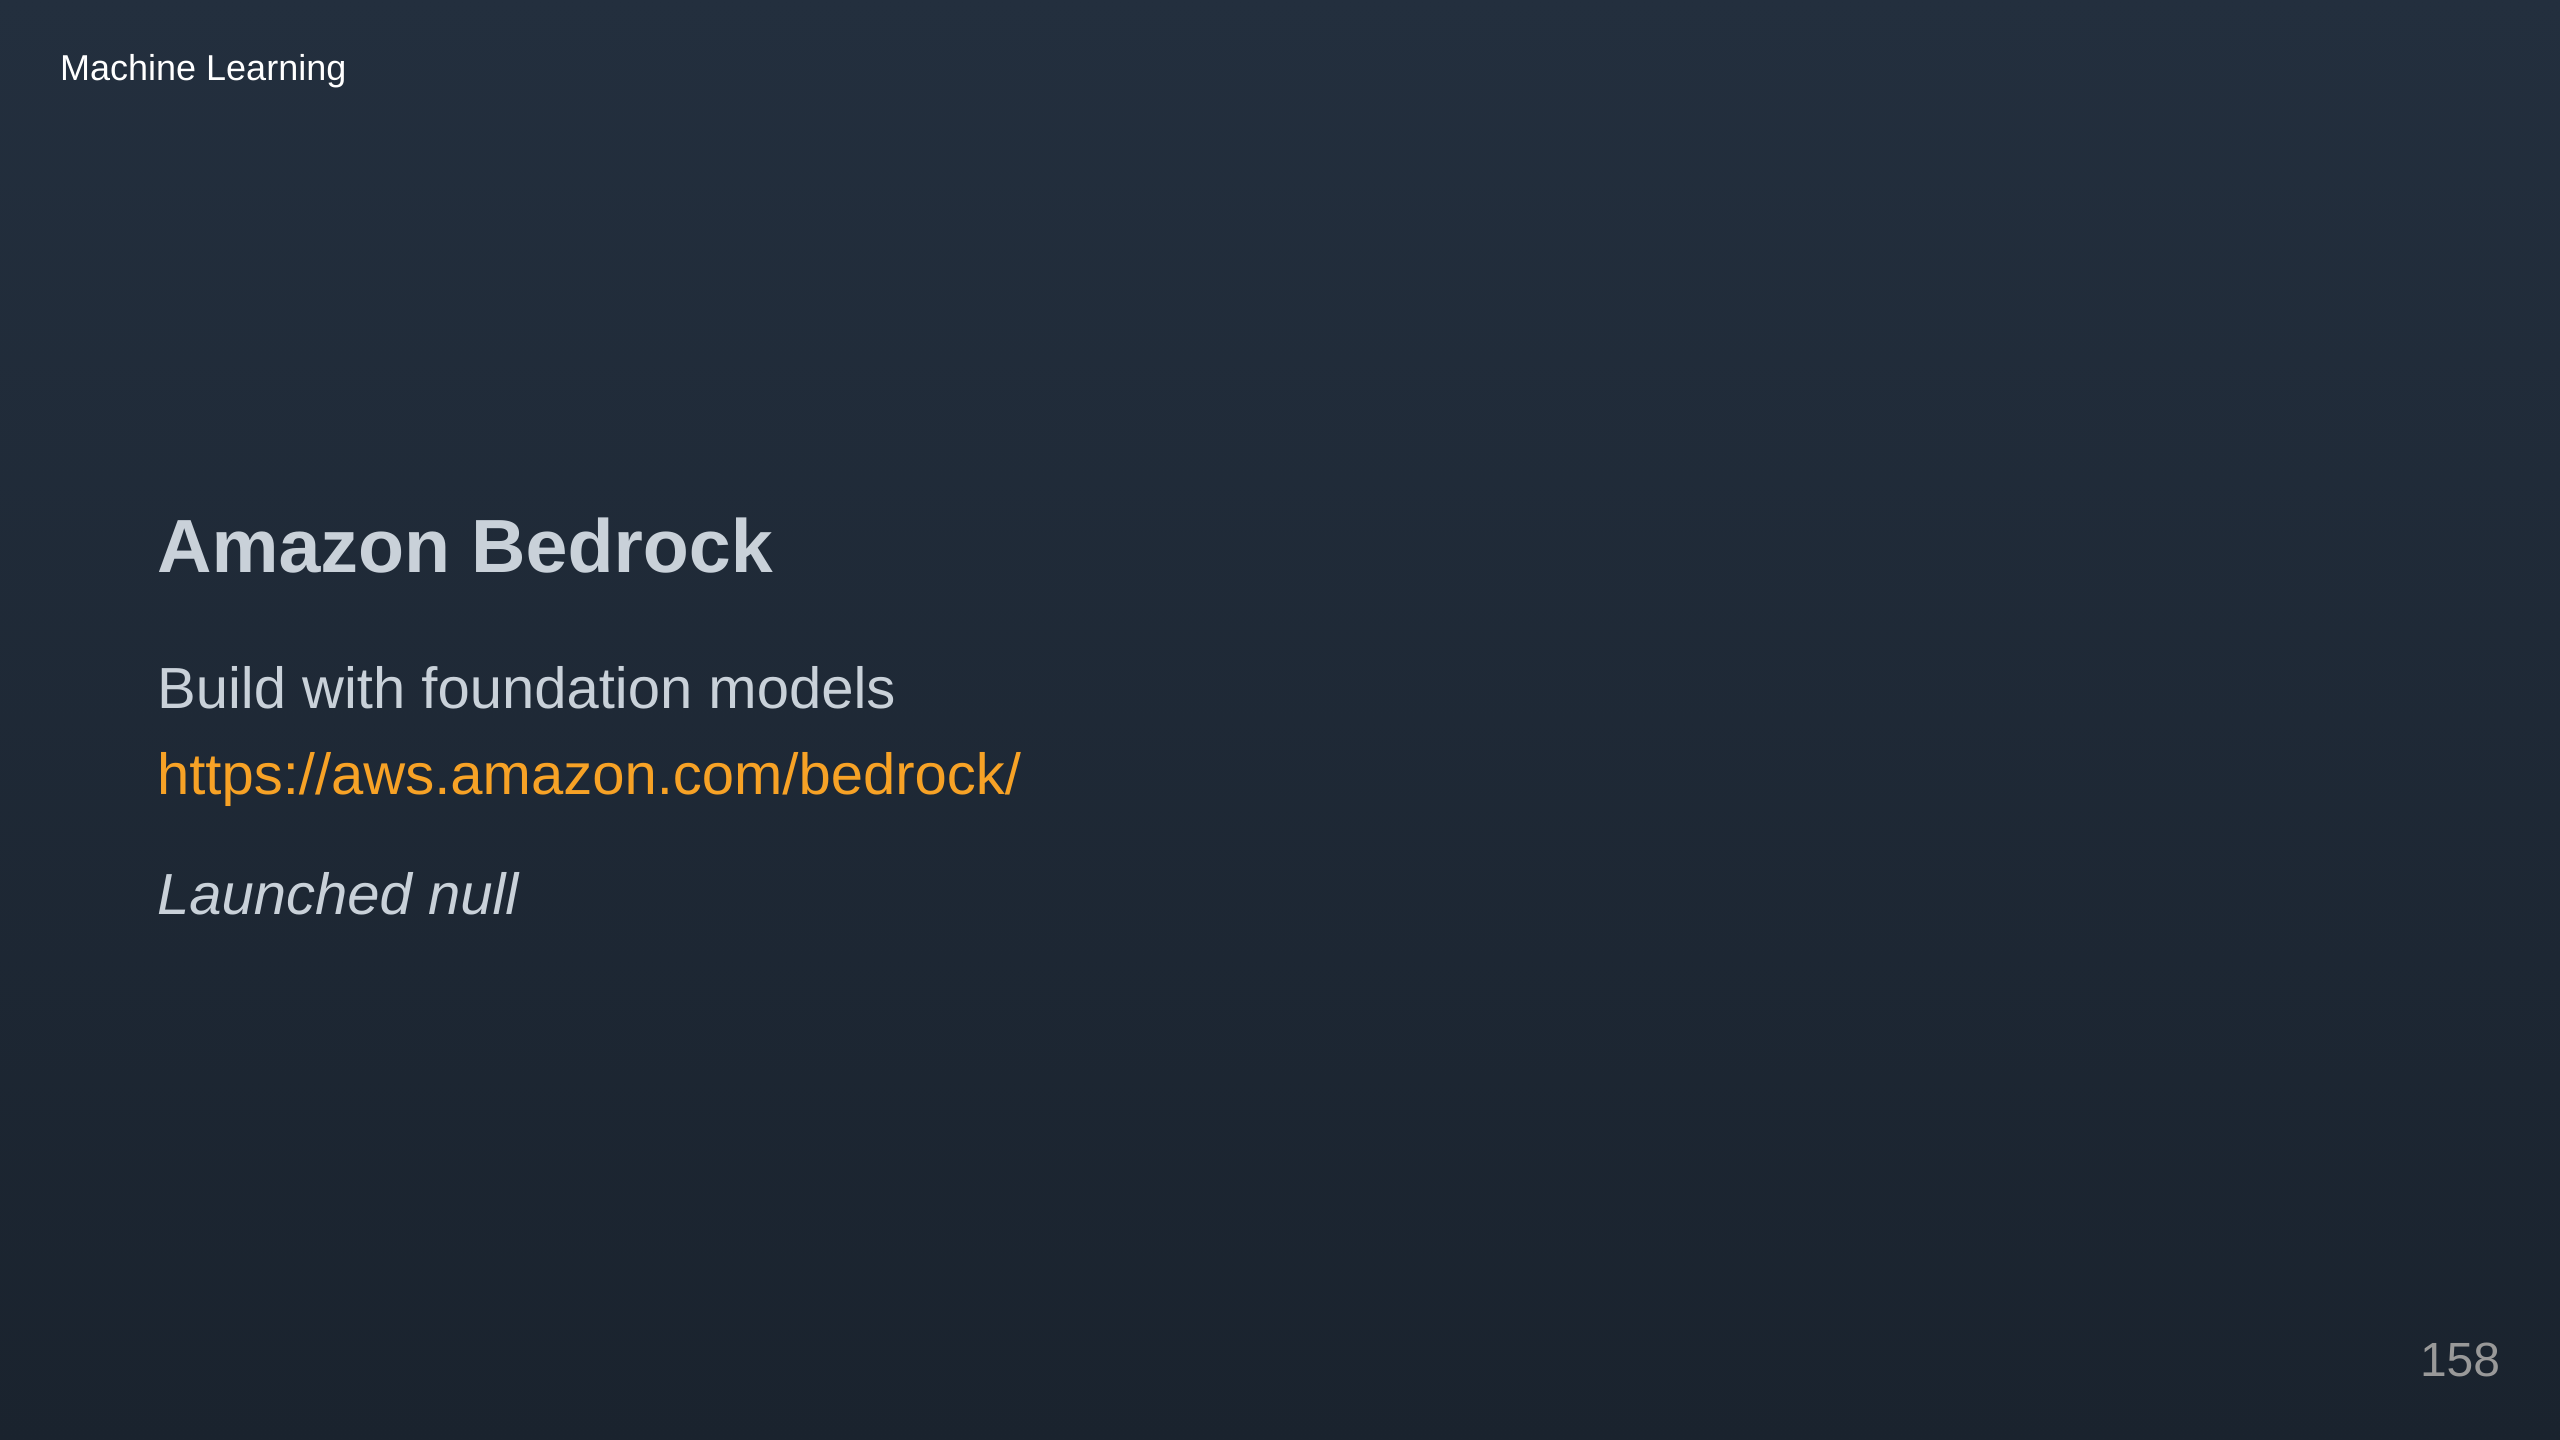 Machine Learning
Amazon Bedrock
Build with foundation models
https://aws.amazon.com/bedrock/
Launched null
158